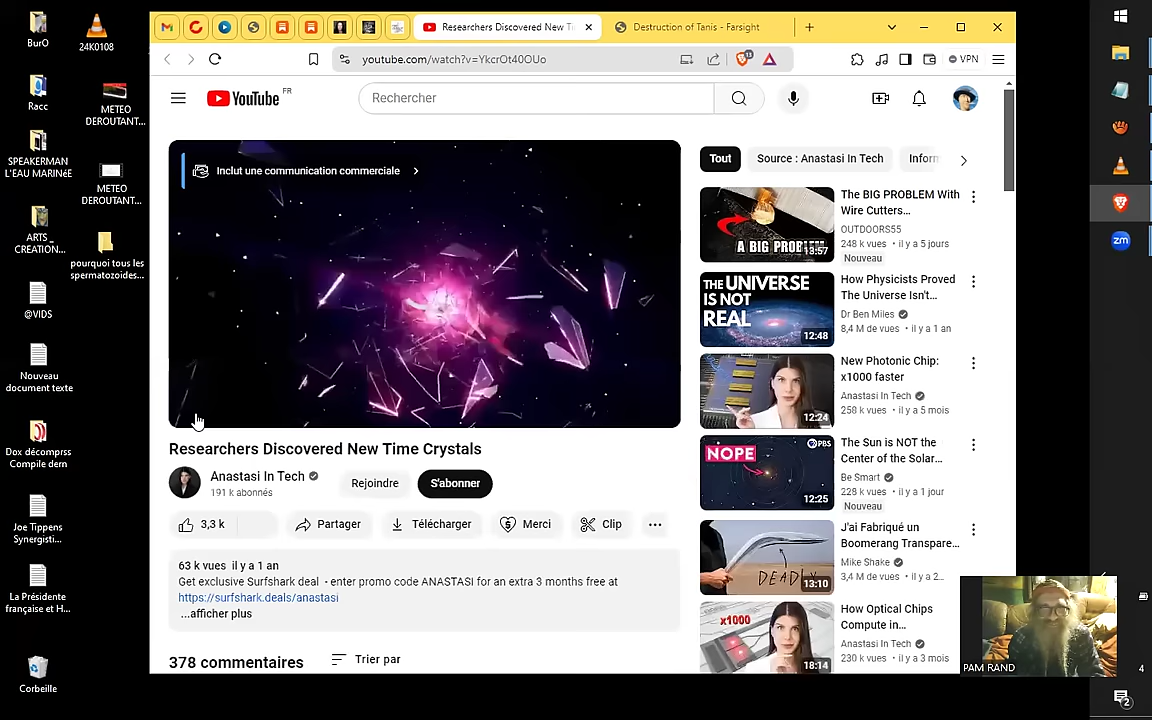 BurO
24K0108
Racc
METEO
DEROUTANT...
SPEAKERMAN
L'EAU MARINéE
METEO
DEROUTANT...
ARTS_
CREATION...
pourquoi tous les
spermatozoides...
@VIDS
Nouveau
document texte
Dox décomprss
Compile dern
Joe Tippens
Synergisti...
La Présidente
française et H...
Corbeille
Researchers Discovered New Ti
Destruction of Tanis - Farsight
youtube.com/watch?v=YkcrOt40OUo
VPN
YouTube FR
Rechercher
Inclut une communication commerciale
Researchers Discovered New Time Crystals
Anastasi In Tech
191 k abonnés
Rejoindre
S'abonner
3,3 k
Partager
Télécharger
Merci
Clip
63 k vues il y a 1 an
Get exclusive Surfshark deal - enter promo code ANASTASI for an extra 3 months free at
https://surfshark.deals/anastasi
...afficher plus
378 commentaires
Trier par
Tout
Source : Anastasi In Tech
Inforn
A BIG PROBLEM
13:57
The BIG PROBLEM With
Wire Cutters...
OUTDOORS55
248 k vues • il y a 5 jours
Nouveau
THE UNIVERSE
IS NOT
REAL
12:48
How Physicists Proved
The Universe Isn't...
Dr Ben Miles
8,4 M de vues • il y a 1 an
12:24
New Photonic Chip:
x1000 faster
Anastasi In Tech
258 k vues • il y a 5 mois
NOPE
PBS
12:25
The Sun is NOT the
Center of the Solar...
Be Smart
228 k vues • il y a 1 jour
Nouveau
DEADLY
13:10
J'ai Fabriqué un
Boomerang Transpare...
Mike Shake
3,4 M de vues • il y a 2...
x1000
18:14
How Optical Chips
Compute in...
Anastasi In Tech
230 k vues • il y a 3 mois
PAM RAND
zm
4
2